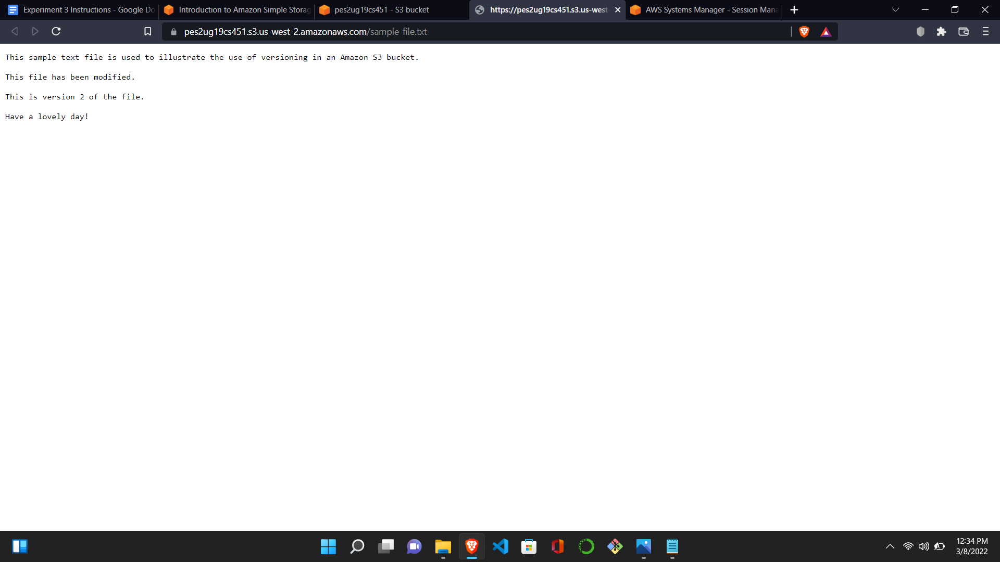 Experiment 3 Instructions - Google Do
Introduction to Amazon Simple Storag
pes2ug19cs451 - S3 bucket
https://pes2ug19cs451.s3.us-west
AWS Systems Manager - Session Mana
pes2ug19cs451.s3.us-west-2.amazonaws.com/sample-file.txt
This sample text file is used to illustrate the use of versioning in an Amazon S3 bucket.
This file has been modified.
This is version 2 of the file.
Have a lovely day!
12:34 PM
3/8/2022